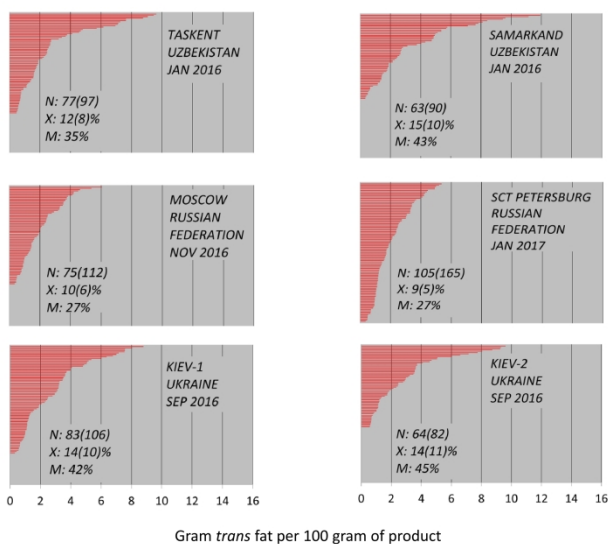 TASKENT
UZBEKISTAN
JAN 2016
N: 77(97)
X: 12(8)%
M: 35%
SAMARKAND
UZBEKISTAN
JAN 2016
N: 63(90)
X: 15(10)%
M: 43%
MOSCOW
RUSSIAN
FEDERATION
NOV 2016
N: 75(112)
X: 10(6)%
M: 27%
SCT PETERSBURG
RUSSIAN
FEDERATION
JAN 2017
N: 105(165)
X: 9(5)%
M: 27%
KIEV-1
UKRAINE
SEP 2016
N: 83(106)
X: 14(10)%
M: 42%
KIEV-2
UKRAINE
SEP 2016
N: 64(82)
X: 14(11)%
M: 45%
0 2 4 6 8 10 12 14 16
0 2 4 6 8 10 12 14 16
Gram trans fat per 100 gram of product